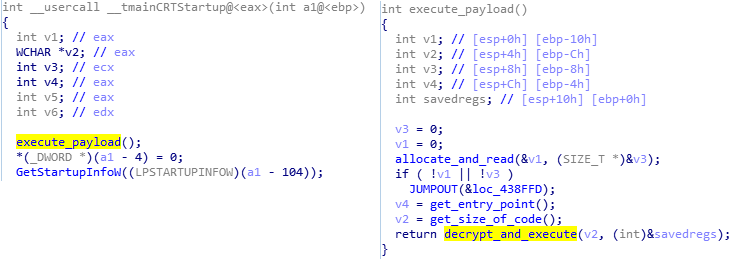 int __usercall __tmainCRTStartup@<eax>(int a1@<ebp>)
{
int v1; // eax
WCHAR *v2; // eax
int v3; // ecx
int v4; // eax
int v5; // eax
int v6; // edx
execute_payload();
*(_DWORD *)(a1 - 4) = 0;
GetStartupInfoW((LPSTARTUPINFOW)(a1 - 104));
int execute_payload()
{
int v1; // [esp+0h] [ebp-10h]
int v2; // [esp+4h] [ebp-Ch]
int v3; // [esp+8h] [ebp-8h]
int v4; // [esp+Ch] [ebp-4h]
int savedregs; // [esp+10h] [ebp+0h]
v3 = 0;
v1 = 0;
allocate_and_read(&v1, (SIZE_T *)&v3);
if ( !v1 || !v3 )
JUMPOUT(&loc_438FFD);
v4 = get_entry_point();
v2 = get_size_of_code();
return decrypt_and_execute(v2, (int)&savedregs);
}